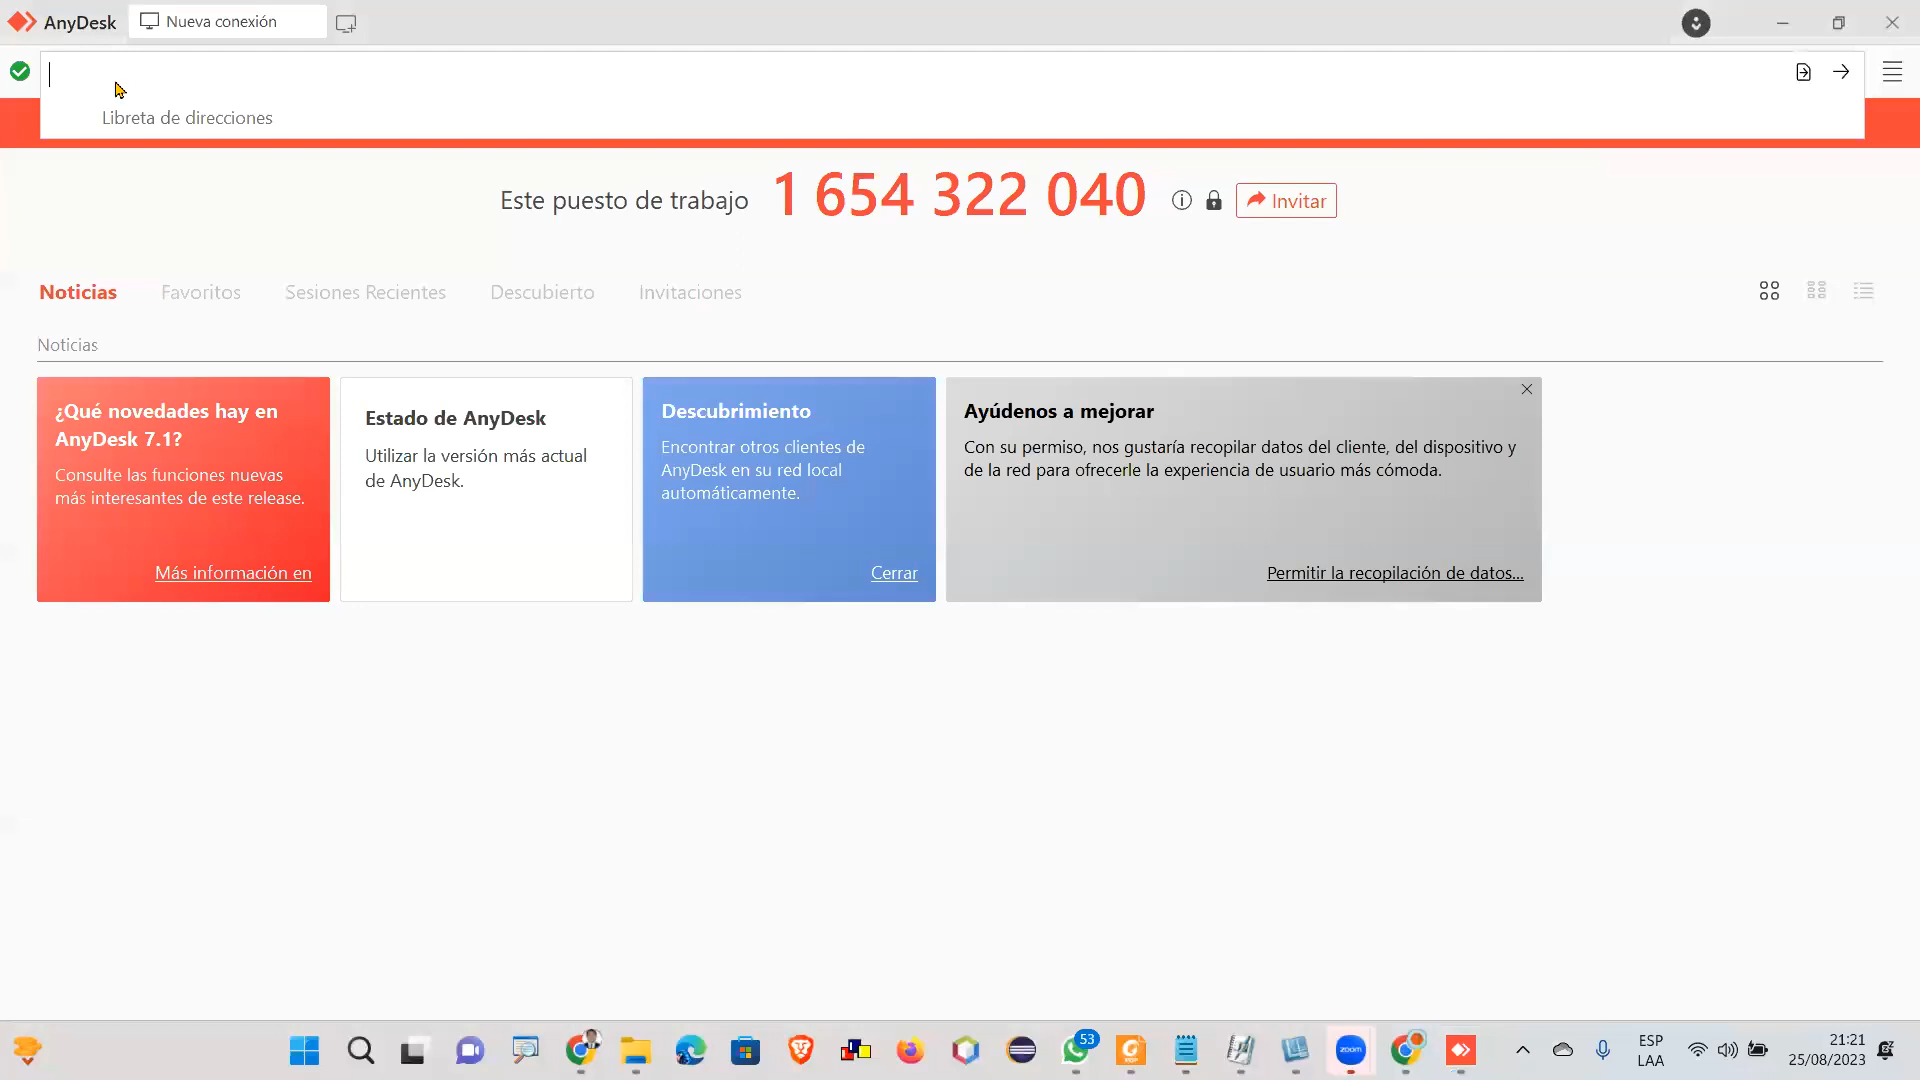 AnyDesk
Nueva conexión
Libreta de direcciones
Este puesto de trabajo
1 654 322 040
Invitar
Noticias
Favoritos
Sesiones Recientes
Descubierto
Invitaciones
Noticias
¿Qué novedades hay en
AnyDesk 7.1?
Consulte las funciones nuevas
más interesantes de este release.
Más información en
Estado de AnyDesk
Utilizar la versión más actual
de AnyDesk.
Descubrimiento
Encontrar otros clientes de
AnyDesk en su red local
automáticamente.
Cerrar
Ayúdenos a mejorar
Con su permiso, nos gustaría recopilar datos del cliente, del dispositivo y
de la red para ofrecerle la experiencia de usuario más cómoda.
Permitir la recopilación de datos...
53
zoom
ESP
LAA
21:21
25/08/2023